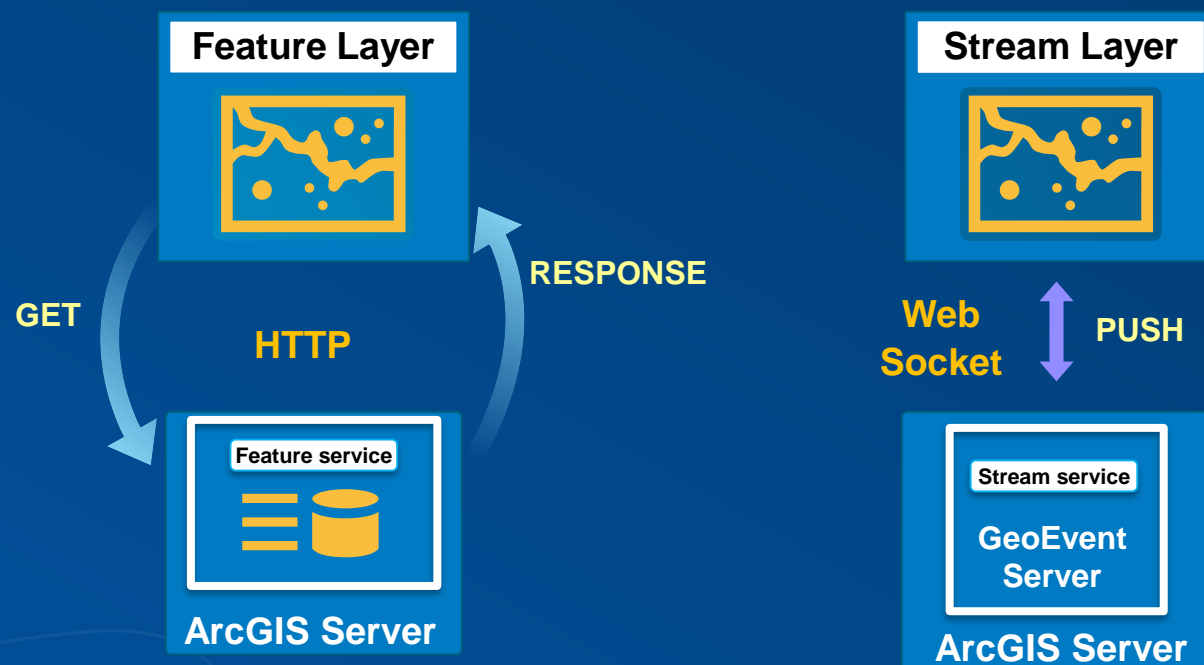 Feature Layer
GET
HTTP
RESPONSE
Feature service
ArcGIS Server
Stream Layer
Web
Socket
PUSH
Stream service
GeoEvent
Server
ArcGIS Server